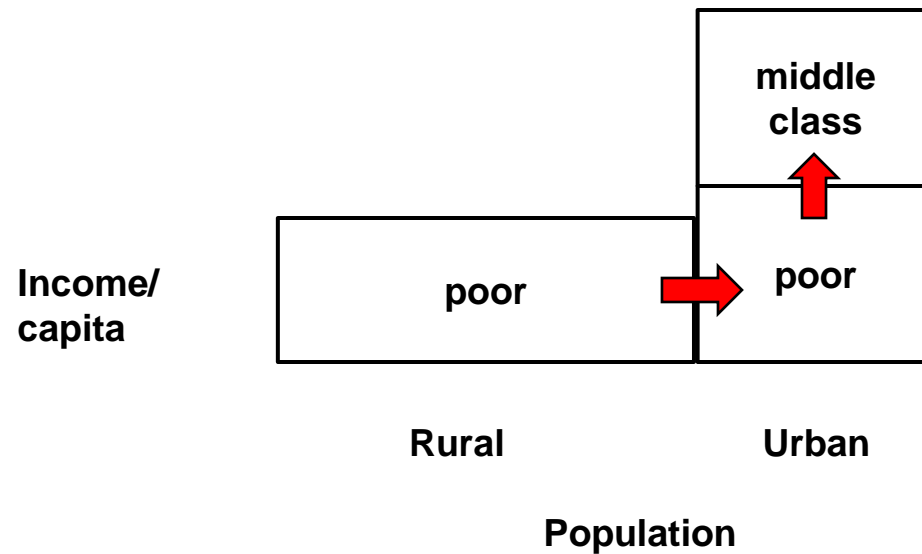 middle
class
Income/
capita
poor
poor
Rural
Urban
Population